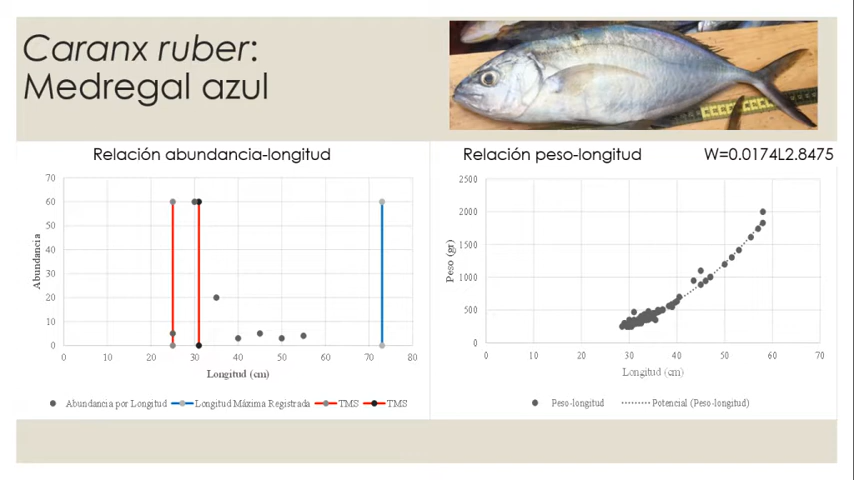 Caranx ruber:
Medregal azul
Relación abundancia-longitud
70
60
50
40
30
20
10
0
Abundancia
0 10 20 30 40 50 60 70 80
Longitud (cm)
Abundancia por Longitud Longitud Máxima Registrada TMS TMS
Relación peso-longitud W=0.0174L2.8475
2500
2000
1500
1000
500
0
Peso (gr)
0 10 20 30 40 50 60 70
Longitud (cm)
Peso-longitud Potencial (Peso-longitud)